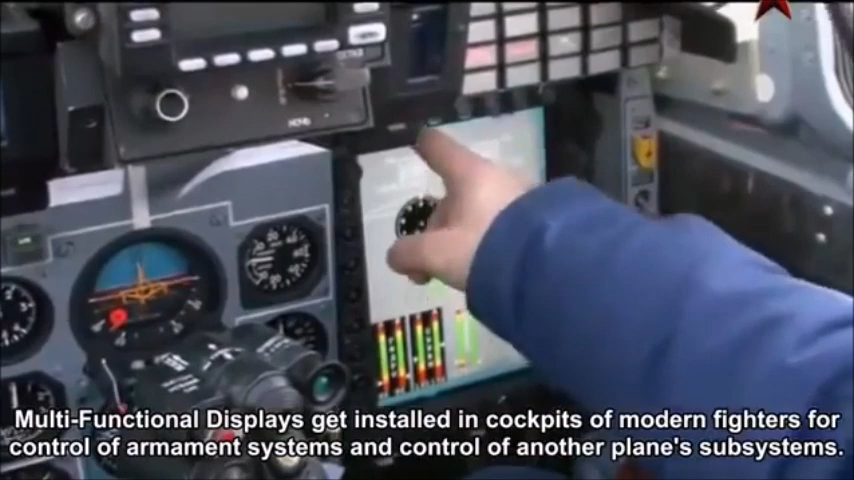 Multi-Functional Displays get installed in cockpits of modern fighters for
control of armament systems and control of another plane's subsystems.